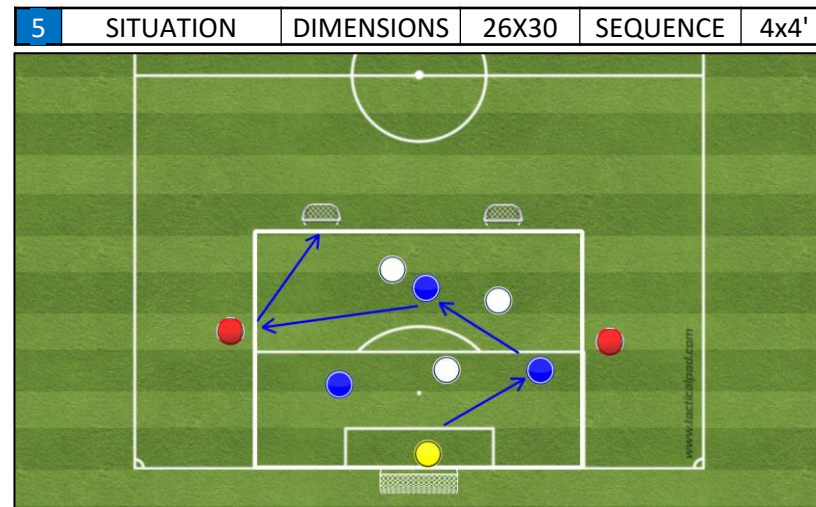 5 SITUATION DIMENSIONS 26X30 SEQUENCE 4x4'
www.tacticalpad.com